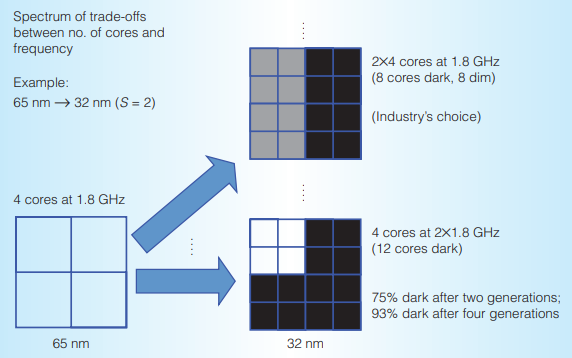 Spectrum of trade-offs
between no. of cores and
frequency
Example:
65 nm → 32 nm (S = 2)
4 cores at 1.8 GHz
65 nm
2×4 cores at 1.8 GHz
(8 cores dark, 8 dim)
(Industry's choice)
4 cores at 2×1.8 GHz
(12 cores dark)
75% dark after two generations;
93% dark after four generations
32 nm